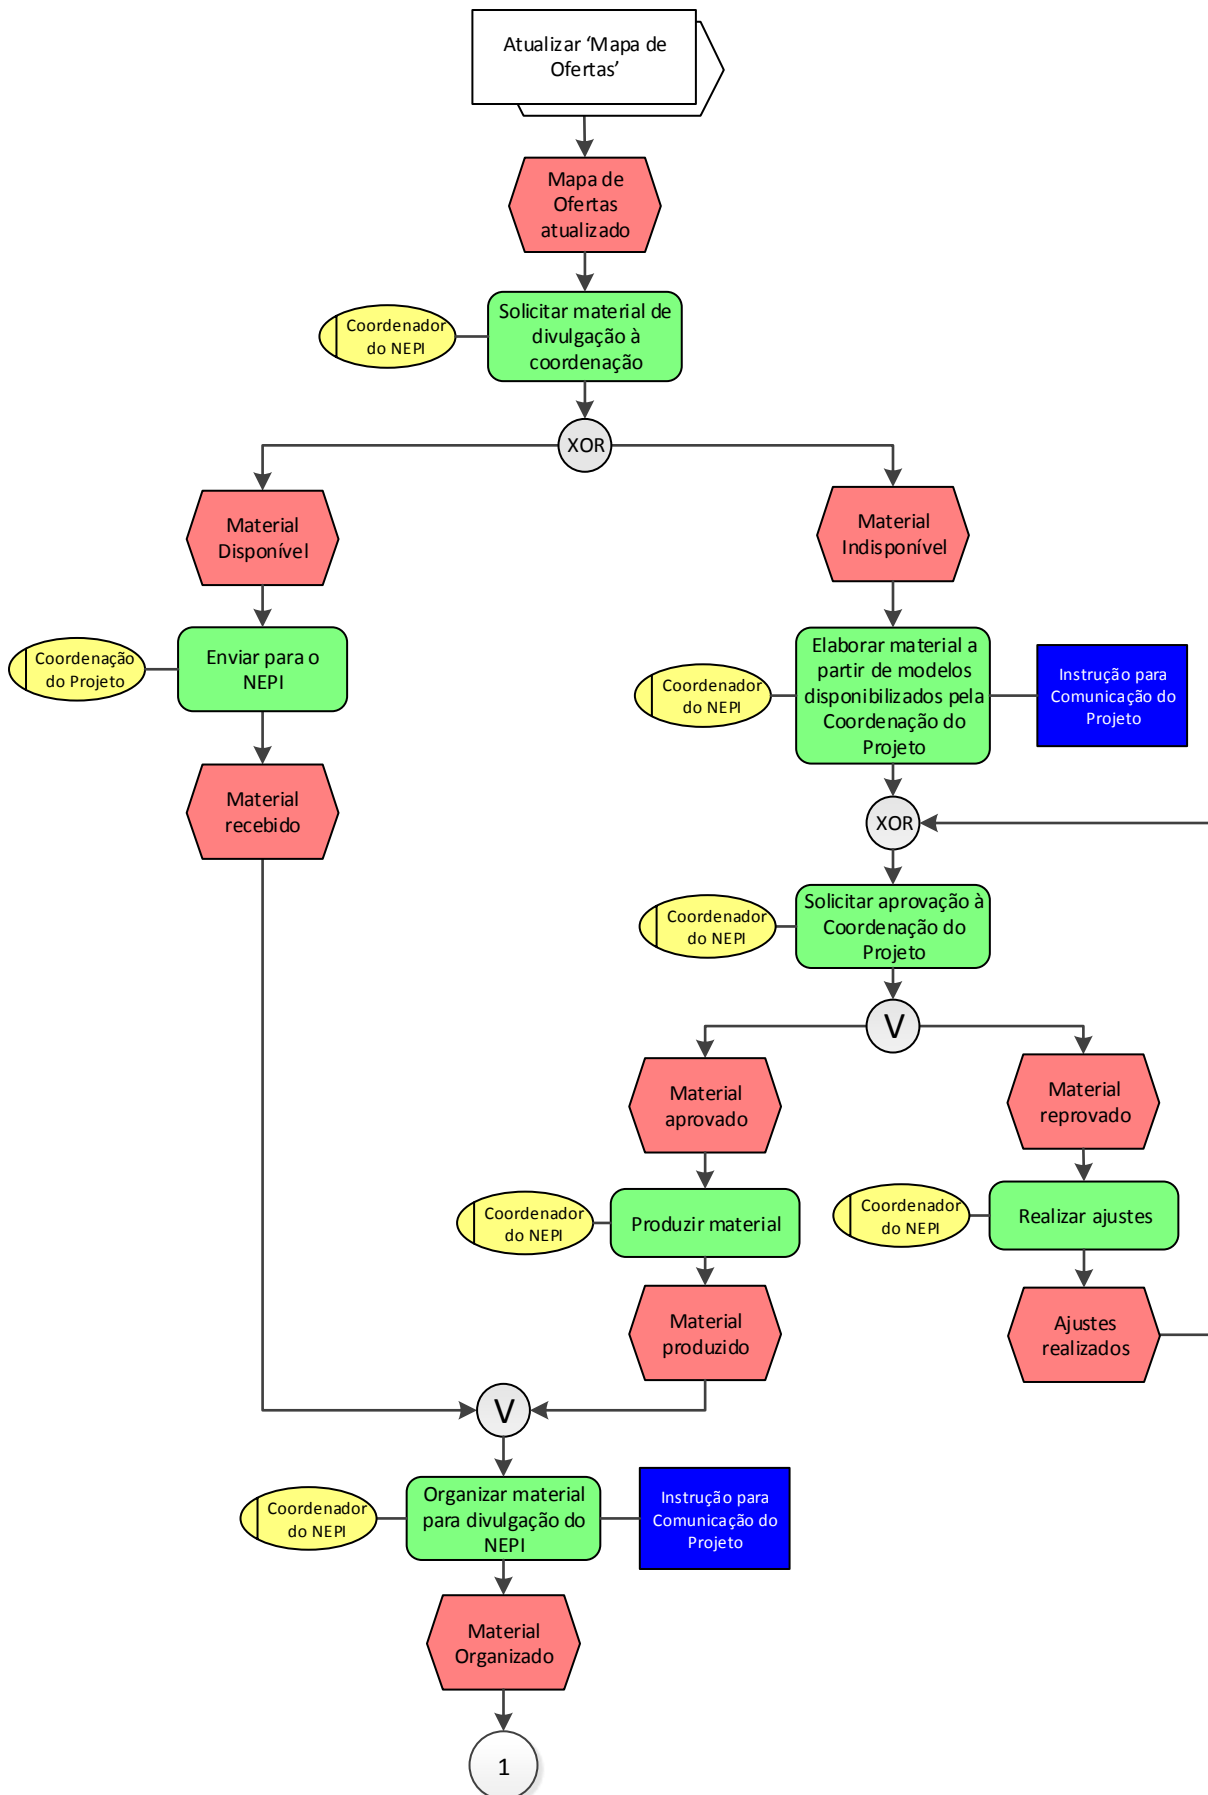 Atualizar ‘Mapa de
Ofertas’
Mapa de
Ofertas
atualizado
Coordenador
do NEPI
Solicitar material de
divulgação à
coordenação
XOR
Material
Disponível
Material
Indisponível
Coordenação
do Projeto
Enviar para o
NEPI
Coordenador
do NEPI
Elaborar material a
partir de modelos
disponibilizados pela
Coordenação do
Projeto
Instrução para
Comunicação do
Projeto
Material
recebido
XOR
Coordenador
do NEPI
Solicitar aprovação à
Coordenação do
Projeto
V
Material
aprovado
Material
reprovado
Coordenador
do NEPI
Produzir material
Coordenador
do NEPI
Realizar ajustes
Material
produzido
Ajustes
realizados
V
Coordenador
do NEPI
Organizar material
para divulgação do
NEPI
Instrução para
Comunicação do
Projeto
Material
Organizado
1